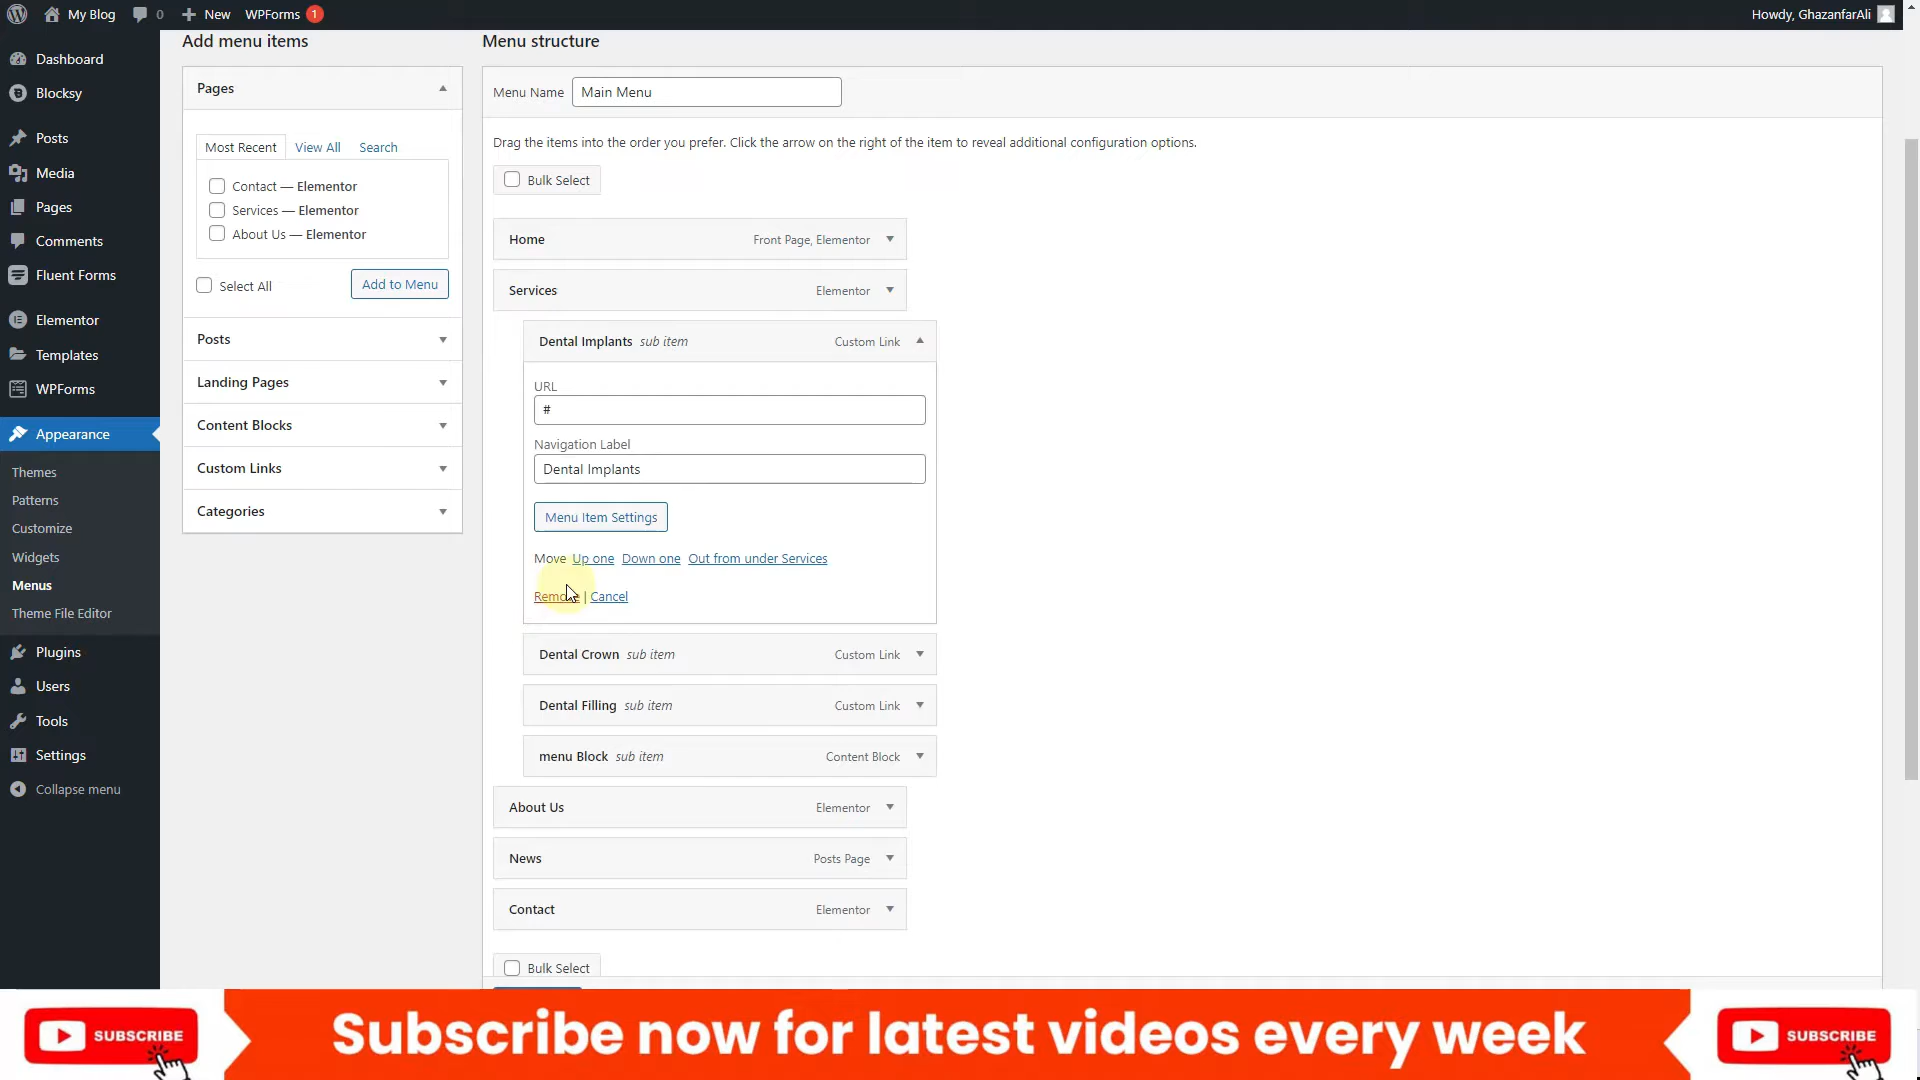 My Blog 0 New WPForms 1 Howdy, GhazanfarAli
Dashboard
Blocksy
Posts
Media
Pages
Comments
Fluent Forms
Elementor
Templates
WPForms
Appearance
Themes
Patterns
Customize
Widgets
Menus
Theme File Editor
Plugins
Users
Tools
Settings
Collapse menu
Add menu items
Pages
Most Recent View All Search
Contact — Elementor
Services — Elementor
About Us — Elementor
Select All Add to Menu
Posts
Landing Pages
Content Blocks
Custom Links
Categories
Menu structure
Menu Name Main Menu
Drag the items into the order you prefer. Click the arrow on the right of the item to reveal additional configuration options.
Bulk Select
Home Front Page, Elementor
Services Elementor
Dental Implants sub item Custom Link
URL
#
Navigation Label
Dental Implants
Menu Item Settings
Move Up one Down one Out from under Services
Remove | Cancel
Dental Crown sub item Custom Link
Dental Filling sub item Custom Link
menu Block sub item Content Block
About Us Elementor
News Posts Page
Contact Elementor
Bulk Select
SUBSCRIBE Subscribe now for latest videos every week SUBSCRIBE